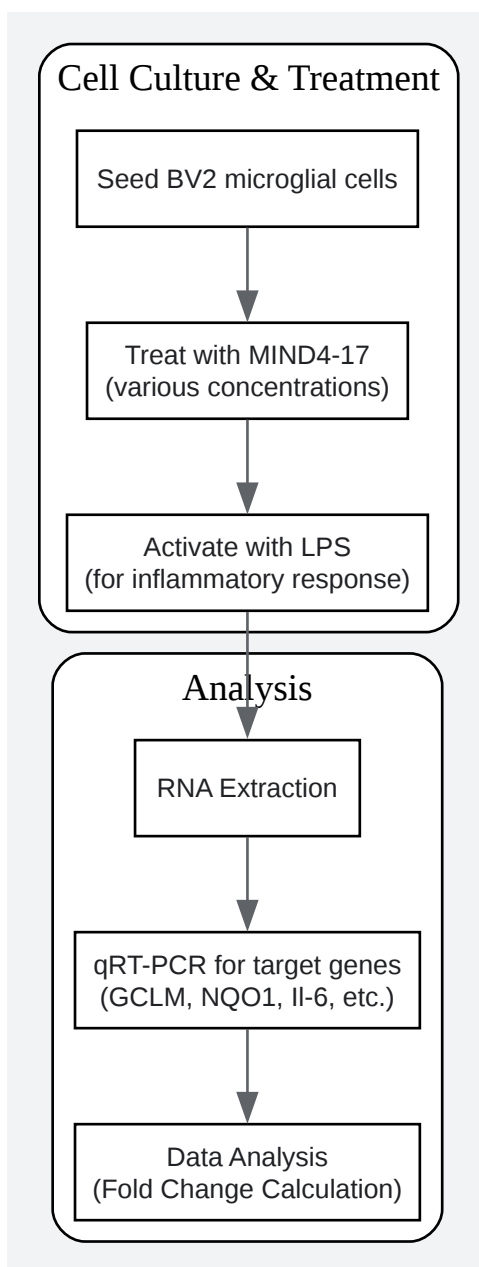 Cell Culture & Treatment
Seed BV2 microglial cells
Treat with MIND4-17
(various concentrations)
Activate with LPS
(for inflammatory response)
Analysis
RNA Extraction
qRT-PCR for target genes
(GCLM, NQO1, Il-6, etc.)
Data Analysis
(Fold Change Calculation)